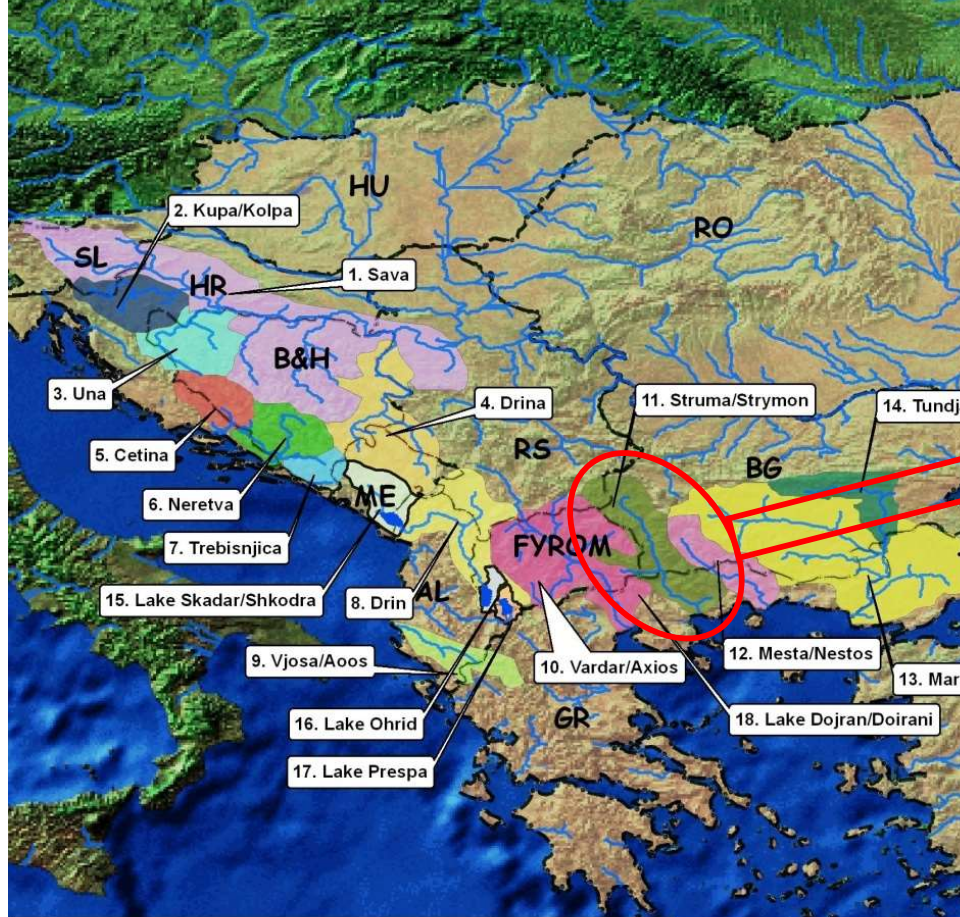 HU
2. Kupa/Kolpa
RO
SL
1. Sava
HR
B&H
3. Una
11. Struma/Strymon
14. Tundj
4. Drina
5. Cetina
RS
BG
6. Neretva
ME
7. Trebisnjica
FYROM
15. Lake Skadar/Shkodra
8. Drin
AL
12. Mesta/Nestos
9. Vjosa/Aoos
10. Vardar/Axios
13. Mar
16. Lake Ohrid
GR
18. Lake Dojran/Doirani
17. Lake Prespa